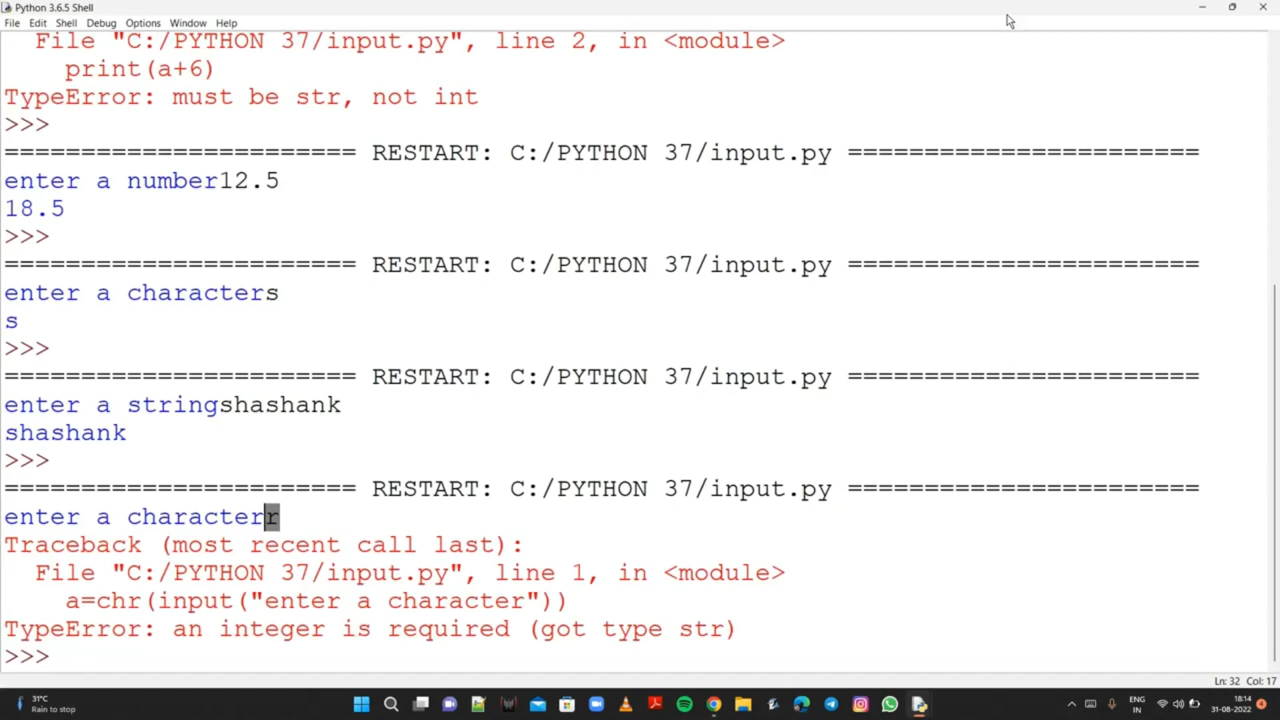 Python 3.6.5 Shell
File Edit Shell Debug Options Window Help
File "C:/PYTHON 37/input.py", line 2, in <module>
print(a+6)
TypeError: must be str, not int
>>>
======================= RESTART: C:/PYTHON 37/input.py =======================
enter a number12.5
18.5
>>>
======================= RESTART: C:/PYTHON 37/input.py =======================
enter a characters
s
>>>
======================= RESTART: C:/PYTHON 37/input.py =======================
enter a stringshashank
shashank
>>>
======================= RESTART: C:/PYTHON 37/input.py =======================
enter a characterr
Traceback (most recent call last):
File "C:/PYTHON 37/input.py", line 1, in <module>
a=chr(input("enter a character"))
TypeError: an integer is required (got type str)
>>>
Ln: 32 Col: 17
31°C
Rain to stop
ENG
IN
18:14
31-08-2022
4